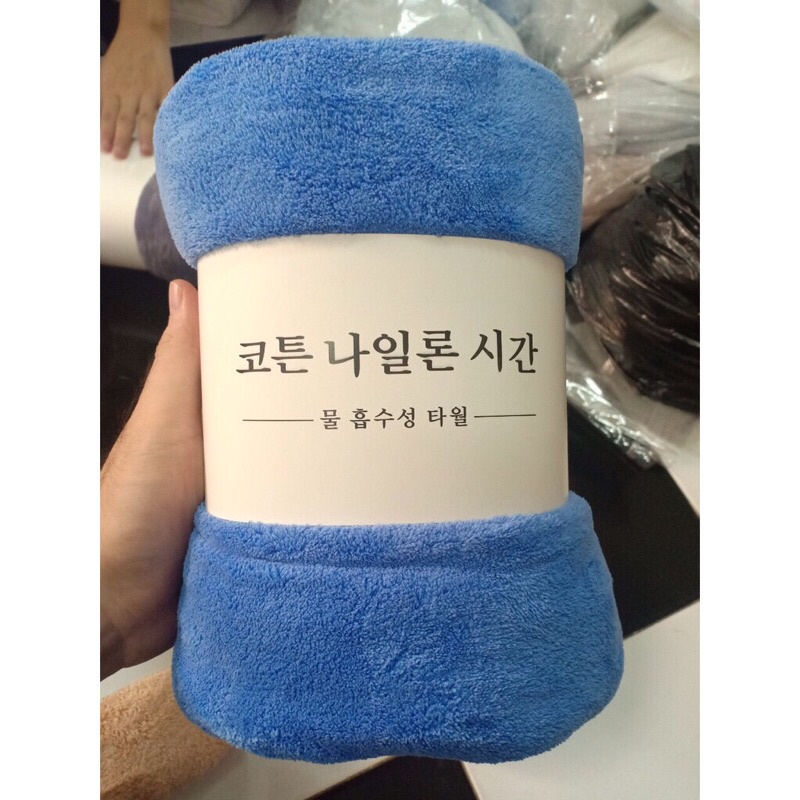 코튼 나일론 시간
물 흡수성 타월